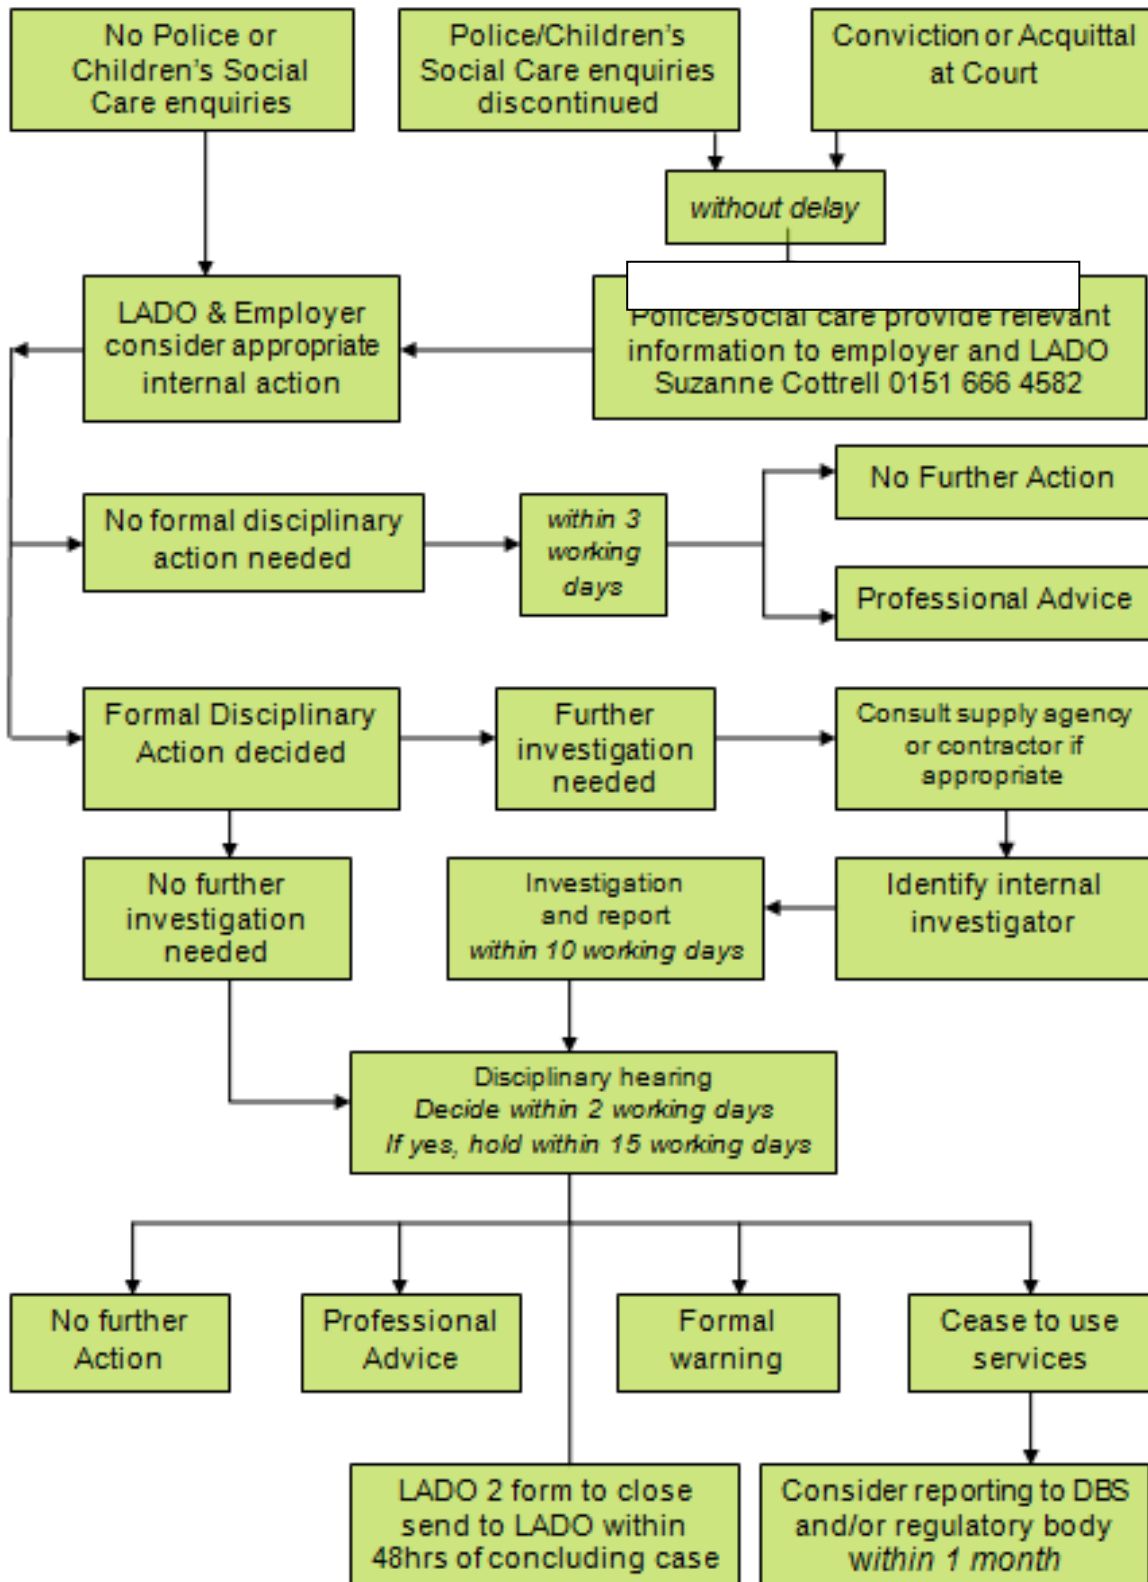 No Police or
Children's Social
Care enquiries
Police/Children's
Social Care enquiries
discontinued
Conviction or Acquittal
at Court
without delay
LADO & Employer
consider appropriate
internal action
Police/social care provide relevant
information to employer and LADO
Suzanne Cottrell 0151 666 4582
No formal disciplinary
action needed
within 3
working
days
No Further Action
Professional Advice
Formal Disciplinary
Action decided
Further
investigation
needed
Consult supply agency
or contractor if
appropriate
No further
investigation
needed
Investigation
and report
within 10 working days
Identify internal
investigator
Disciplinary hearing
Decide within 2 working days
If yes, hold within 15 working days
No further
Action
Professional
Advice
Formal
warning
Cease to use
services
LADO 2 form to close
send to LADO within
48hrs of concluding case
Consider reporting to DBS
and/or regulatory body
within 1 month